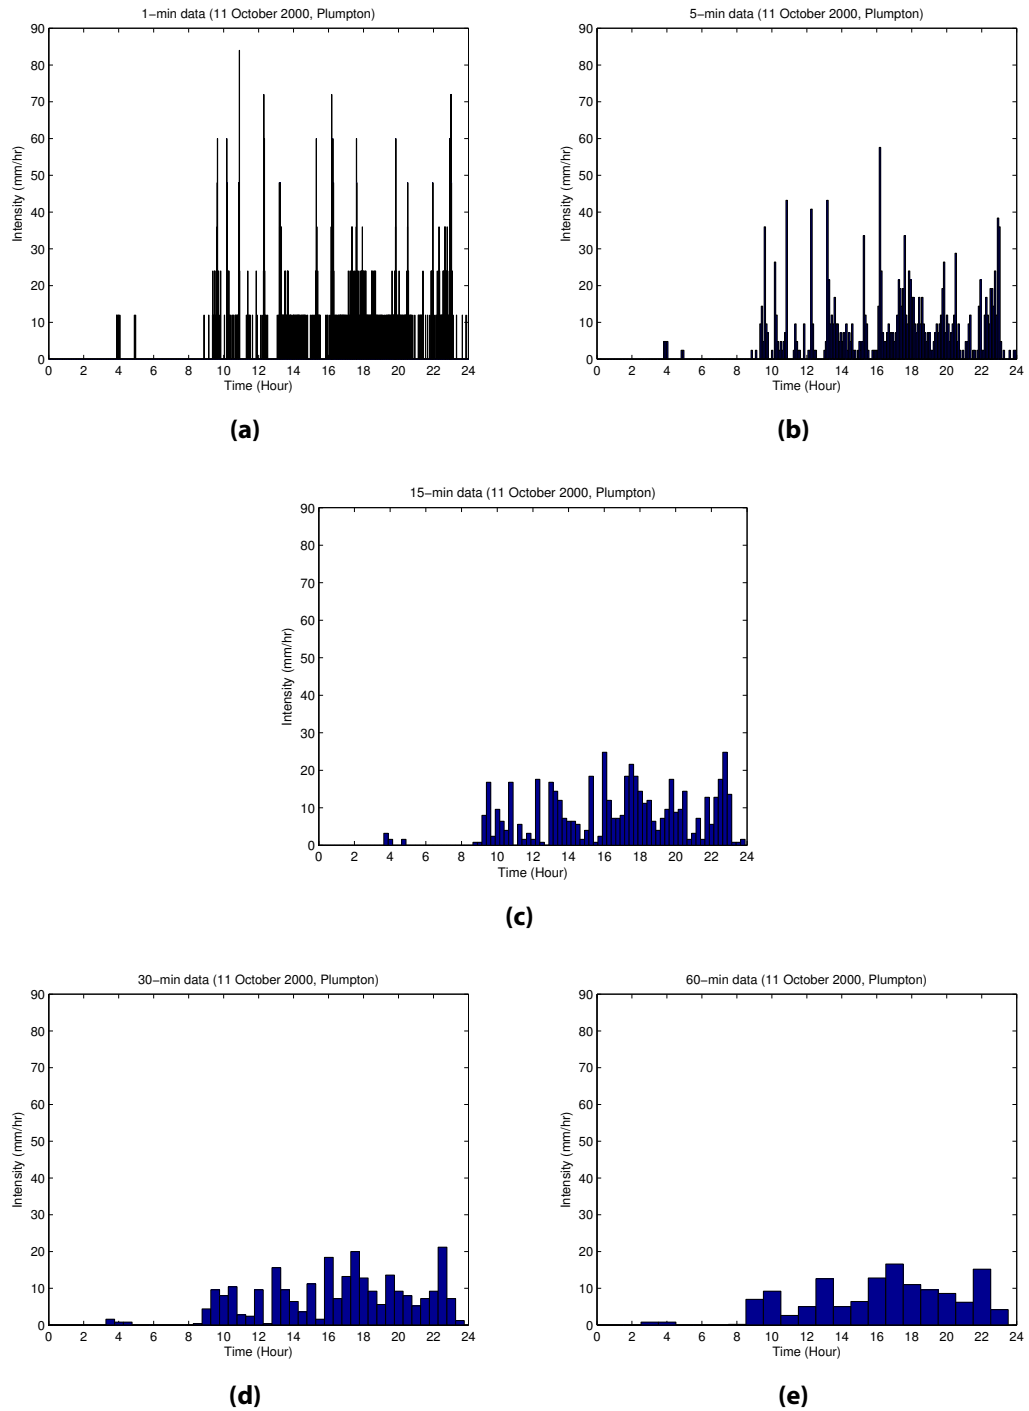 1−min data (11 October 2000, Plumpton)
90
80
70
60
50
40
30
20
10
0
Intensity (mm/hr)
0 2 4 6 8 10 12 14 16 18 20 22 24
Time (Hour)
(a)
5−min data (11 October 2000, Plumpton)
90
80
70
60
50
40
30
20
10
0
Intensity (mm/hr)
0 2 4 6 8 10 12 14 16 18 20 22 24
Time (Hour)
(b)
15−min data (11 October 2000, Plumpton)
90
80
70
60
50
40
30
20
10
0
Intensity (mm/hr)
0 2 4 6 8 10 12 14 16 18 20 22 24
Time (Hour)
(c)
30−min data (11 October 2000, Plumpton)
90
80
70
60
50
40
30
20
10
0
Intensity (mm/hr)
0 2 4 6 8 10 12 14 16 18 20 22 24
Time (Hour)
(d)
60−min data (11 October 2000, Plumpton)
90
80
70
60
50
40
30
20
10
0
Intensity (mm/hr)
0 2 4 6 8 10 12 14 16 18 20 22 24
Time (Hour)
(e)